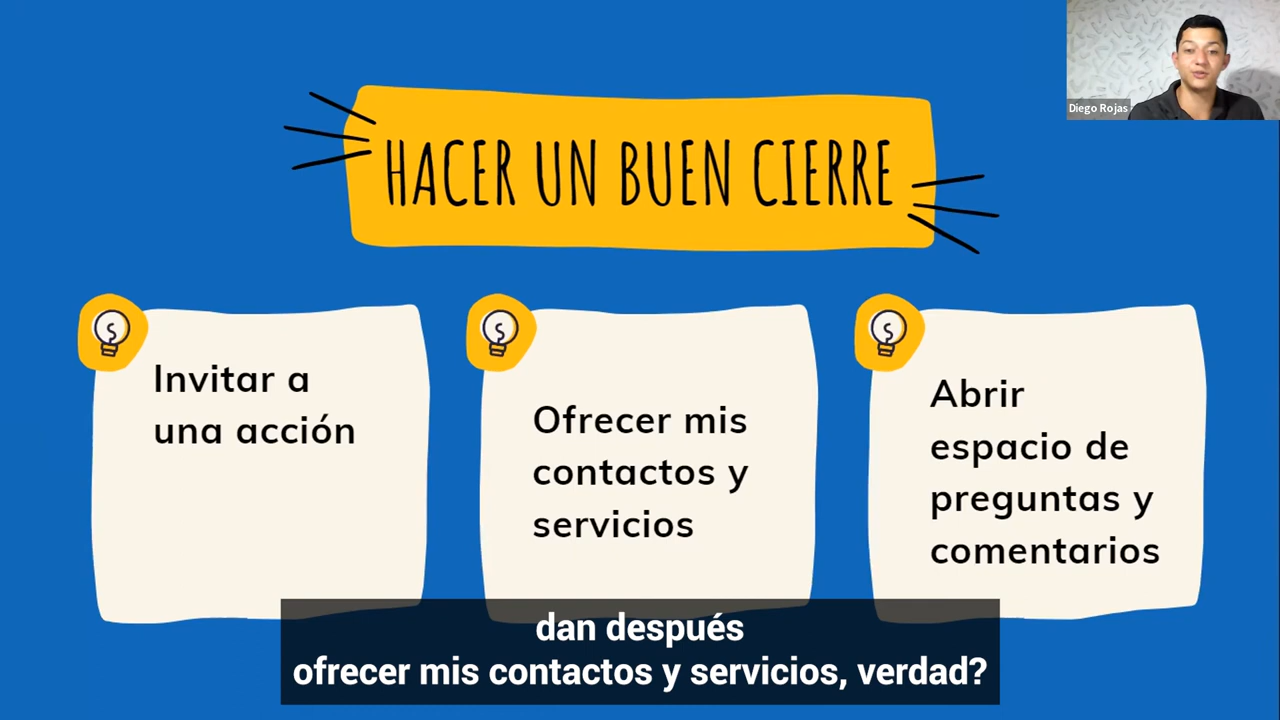 Diego Rojas
HACER UN BUEN CIERRE
Invitar a
una acción
Ofrecer mis
contactos y
servicios
Abrir
espacio de
preguntas y
comentarios
dan después
ofrecer mis contactos y servicios, verdad?